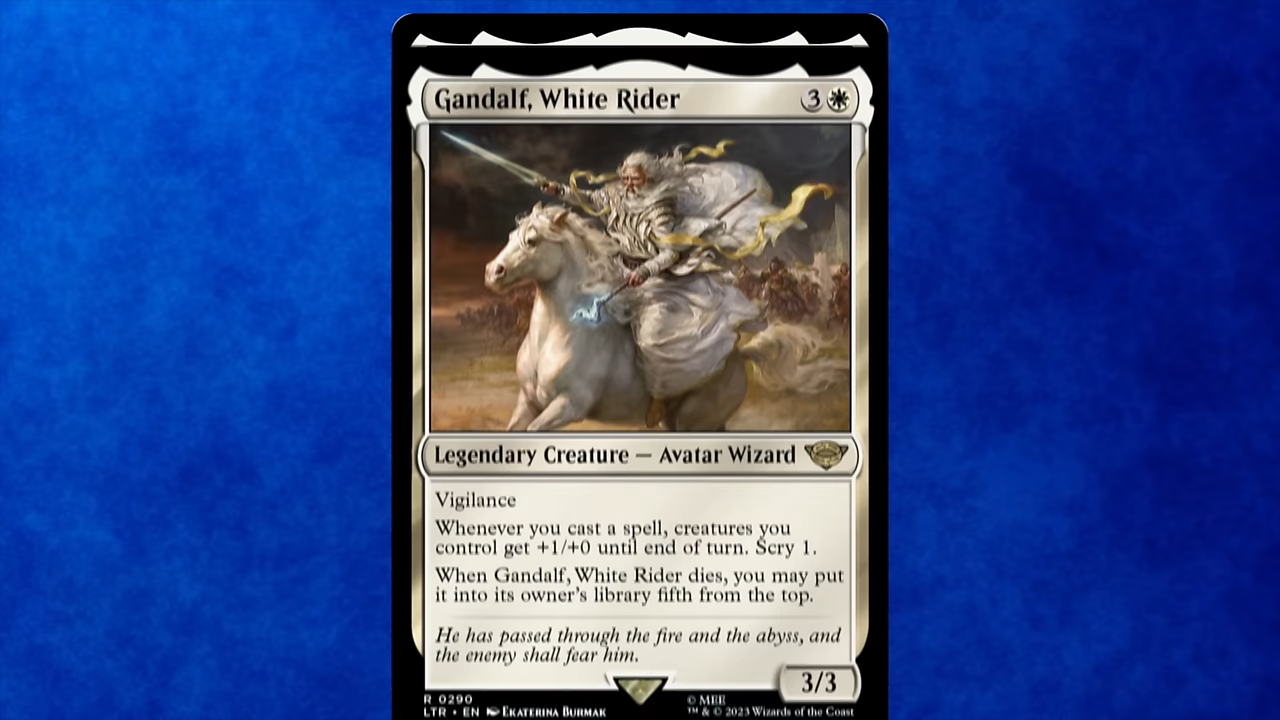 Gandalf, White Rider 3
Legendary Creature — Avatar Wizard
Vigilance
Whenever you cast a spell, creatures you
control get +1/+0 until end of turn. Scry 1.
When Gandalf, White Rider dies, you may put
it into its owner's library fifth from the top.
He has passed through the fire and the abyss, and
the enemy shall fear him.
3/3
R 0290 © MEE
LTR • EN Ekaterina Burmak ™ & © 2023 Wizards of the Coast